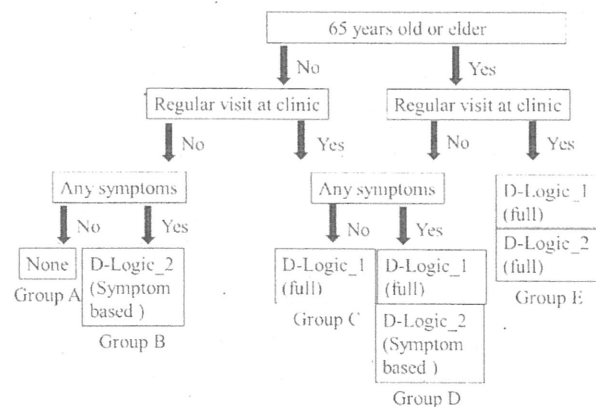 65 years old or elder
No
Yes
Regular visit at clinic
Regular visit at clinic
No
Yes
No
Yes
Any symptoms
Any symptoms
D-Logic_1
(full)
D-Logic_2
(full)
Group E
No
Yes
No
Yes
None
Group A
D-Logic_2
(Symptom
based )
Group B
D-Logic_1
(full)
Group C
D-Logic_1
(full)
D-Logic_2
(Symptom
based )
Group D